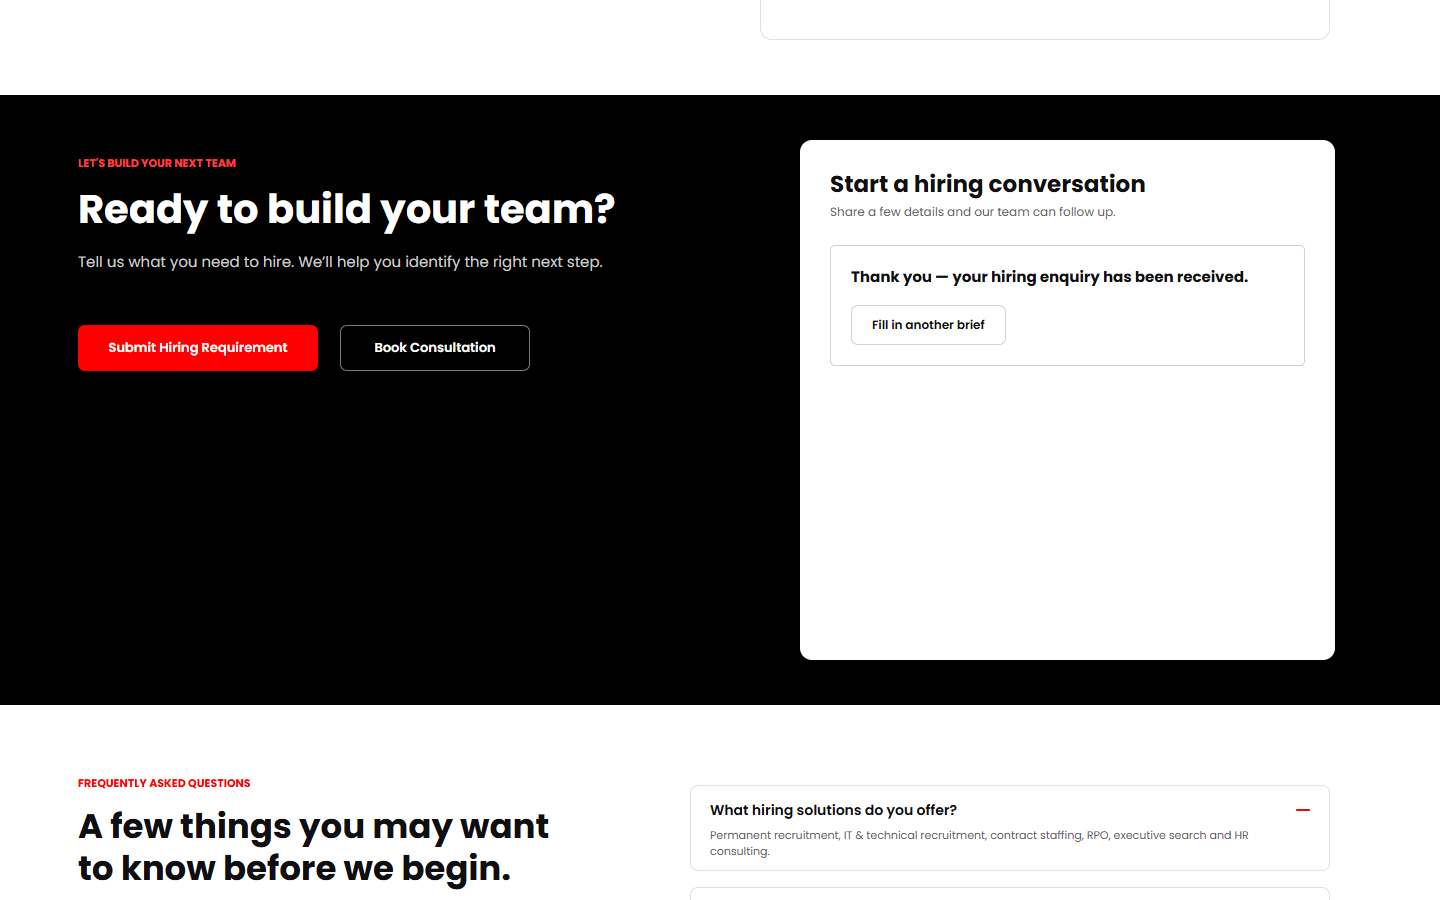 LET'S BUILD YOUR NEXT TEAM
Ready to build your team?
Tell us what you need to hire. We’ll help you identify the right next step.
Submit Hiring Requirement
Book Consultation
Start a hiring conversation
Share a few details and our team can follow up.
Thank you — your hiring enquiry has been received.
Fill in another brief
FREQUENTLY ASKED QUESTIONS
A few things you may want
to know before we begin.
What hiring solutions do you offer?
Permanent recruitment, IT & technical recruitment, contract staffing, RPO, executive search and HR
consulting.